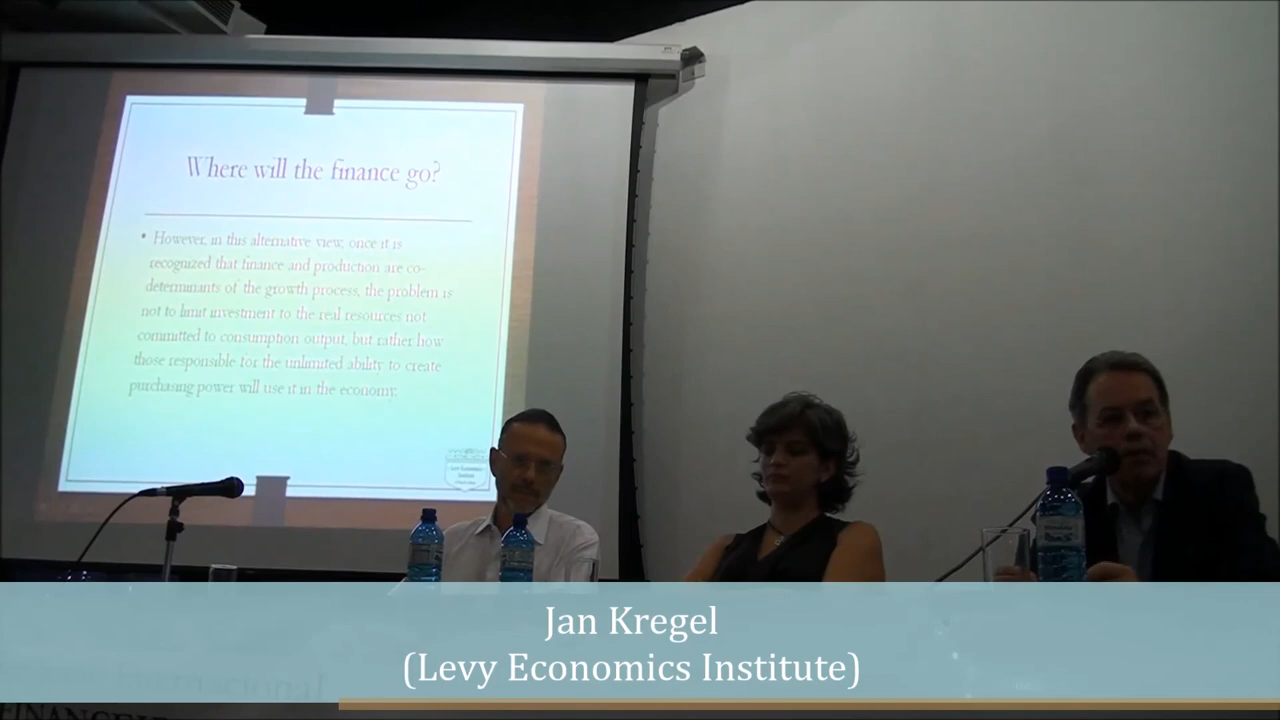 Where will the finance go?
• However, in this alternative view, once it is
recognized that finance and production are co-
determinants of the growth process, the problem is
not to limit investment to the real resources not
committed to consumption output, but rather how
those responsible for the unlimited ability to create
purchasing power will use it in the economy.
Levy Economics
Institute
Jan Kregel
(Levy Economics Institute)